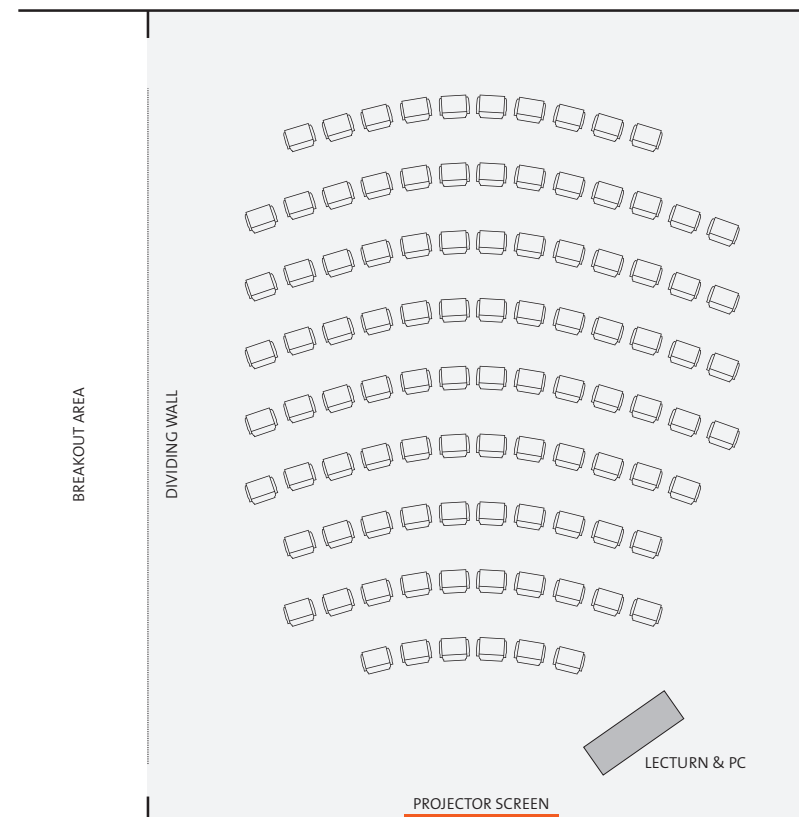 BREAKOUT AREA
DIVIDING WALL
LECTURN & PC
PROJECTOR SCREEN